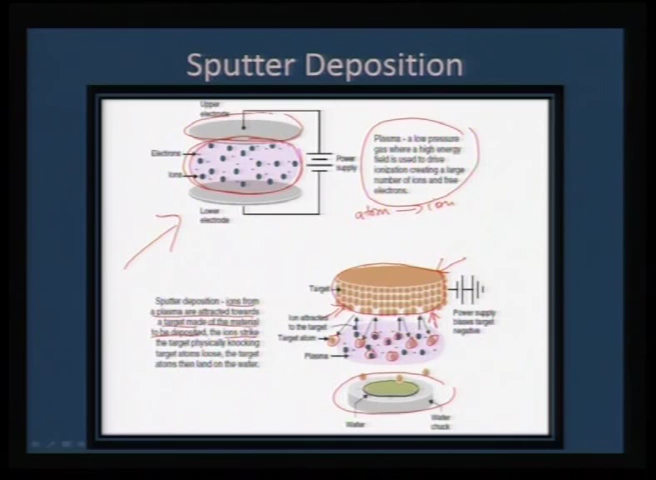 Sputter Deposition
Upper
electrode
Electrons
Ions
Power
supply
Lower
electrode
Plasma - a low pressure
gas where a high energy
field is used to drive
ionization creating a large
number of ions and free
electrons.
atom → ion
Sputter deposition - ions from
a plasma are attracted towards
a target made of the material
to be deposited, the ions strike
the target physically knocking
target atoms loose, the target
atoms then land on the water.
Target
Ion attracted
to the target
Target atom
Plasma
Power supply
biases target
negative
Wafer
Wafer
chuck